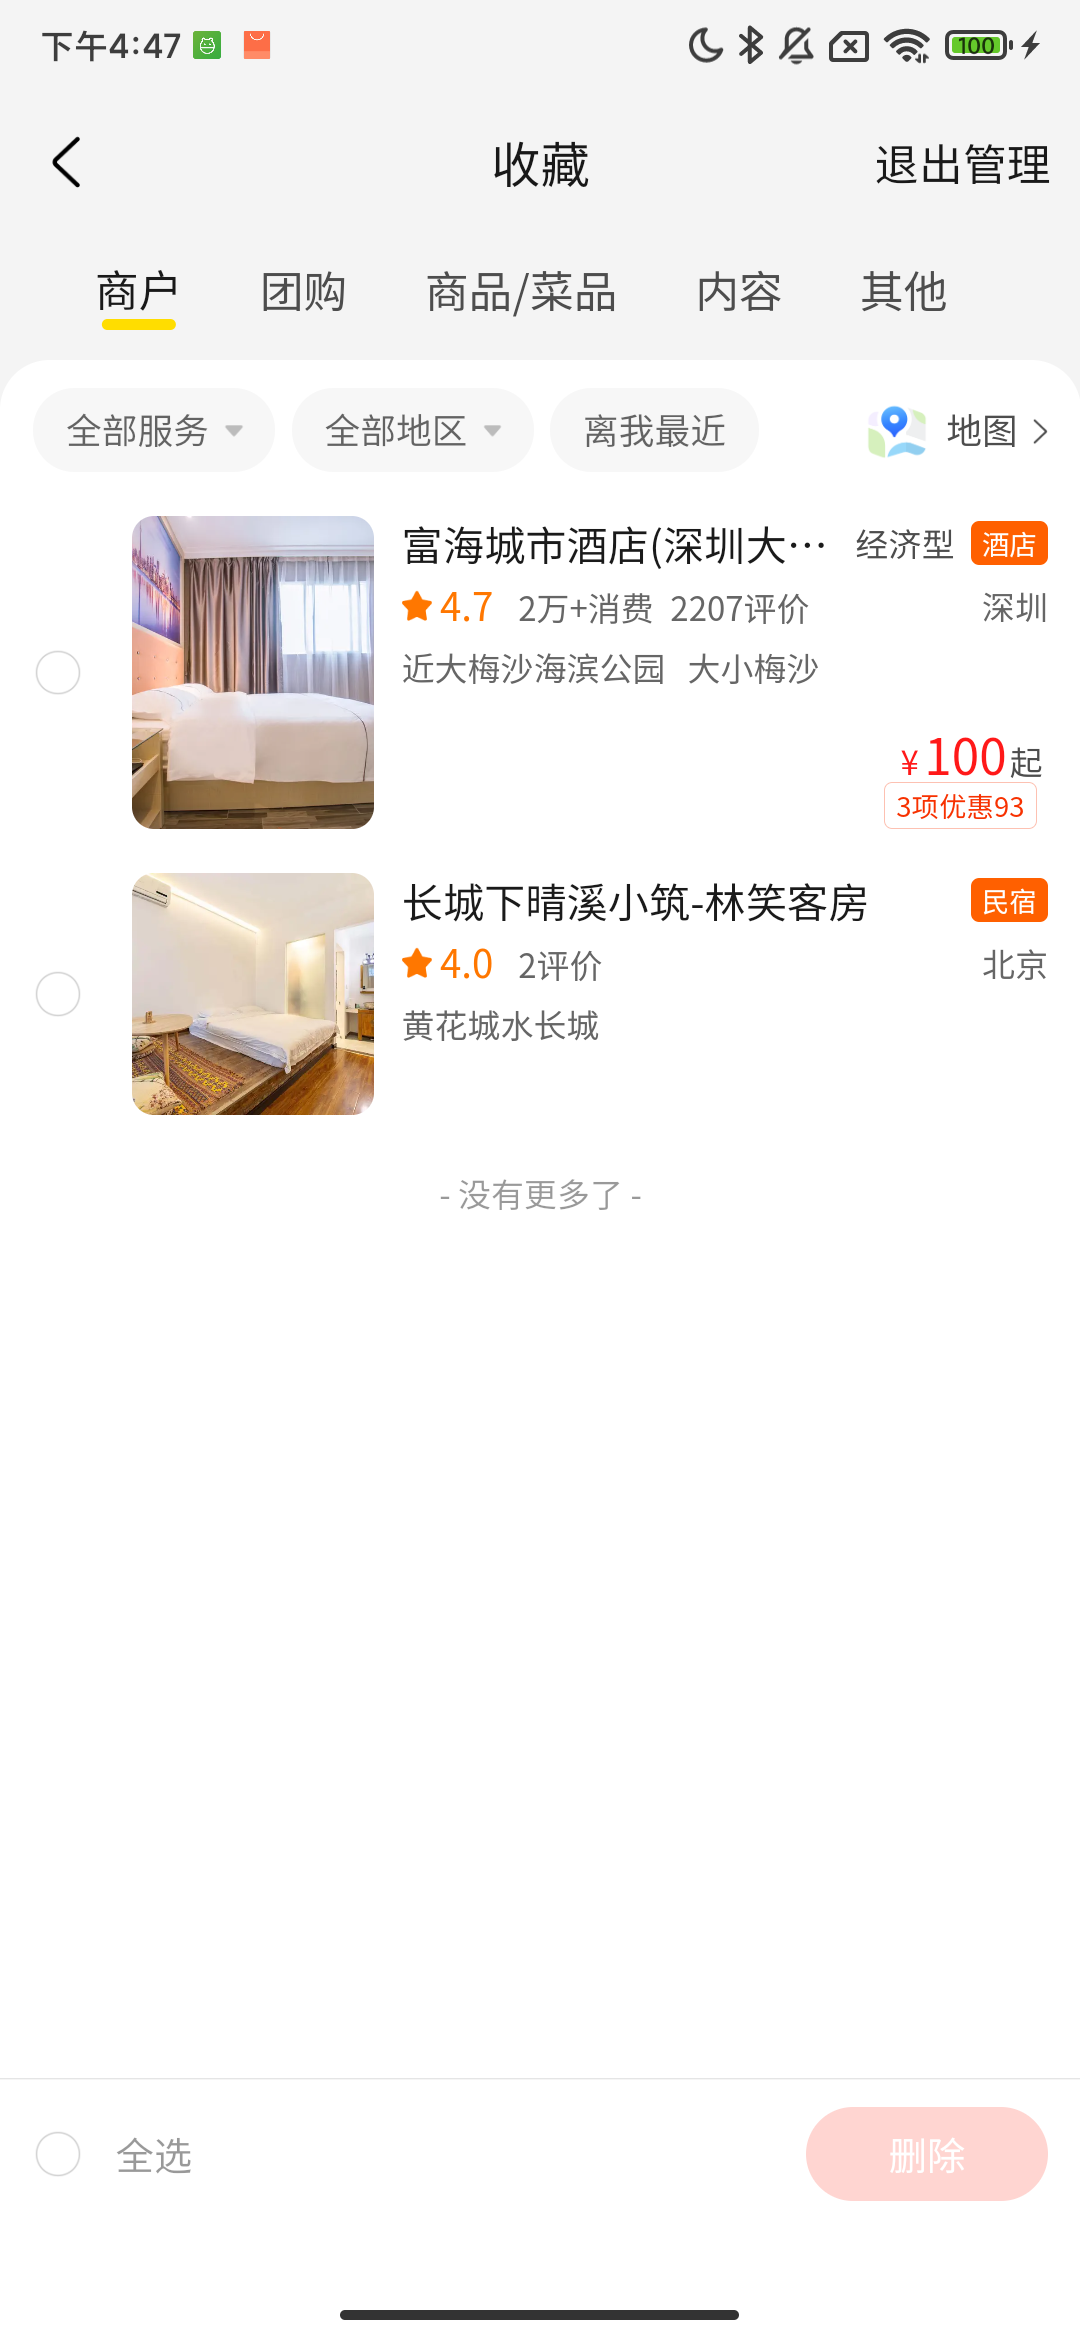 下午4:47
100
收藏
退出管理
商户 团购 商品/菜品 内容 其他
全部服务 全部地区 离我最近 地图
富海城市酒店(深圳大… 经济型 酒店
4.7 2万+消费 2207评价 深圳
近大梅沙海滨公园 大小梅沙
¥100起
3项优惠93
长城下晴溪小筑-林笑客房 民宿
4.0 2评价 北京
黄花城水长城
- 没有更多了 -
全选 删除